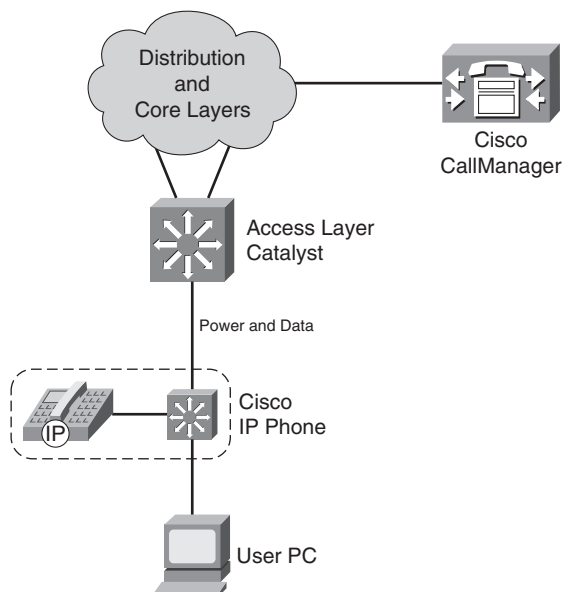 Distribution
and
Core Layers
Cisco
CallManager
Access Layer
Catalyst
Power and Data
IP
Cisco
IP Phone
User PC